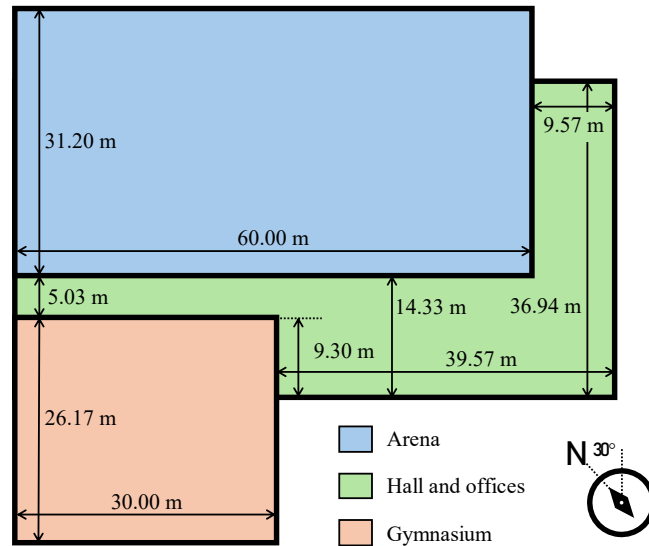 9.57 m
31.20 m
60.00 m
5.03 m
14.33 m
36.94 m
9.30 m
39.57 m
26.17 m
Arena
N 30°
Hall and offices
30.00 m
Gymnasium